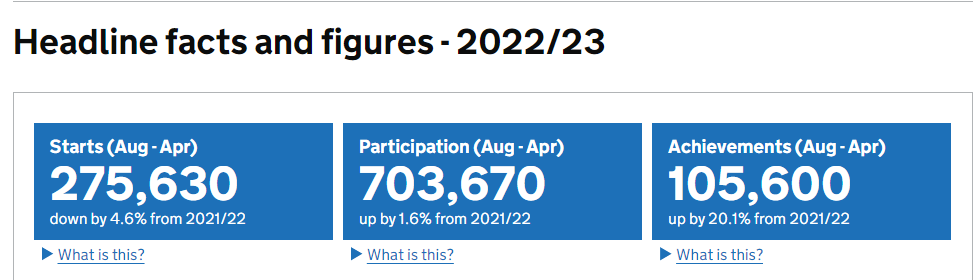 Headline facts and figures - 2022/23
Starts (Aug - Apr)
275,630
down by 4.6% from 2021/22
What is this?
Participation (Aug - Apr)
703,670
up by 1.6% from 2021/22
What is this?
Achievements (Aug - Apr)
105,600
up by 20.1% from 2021/22
What is this?